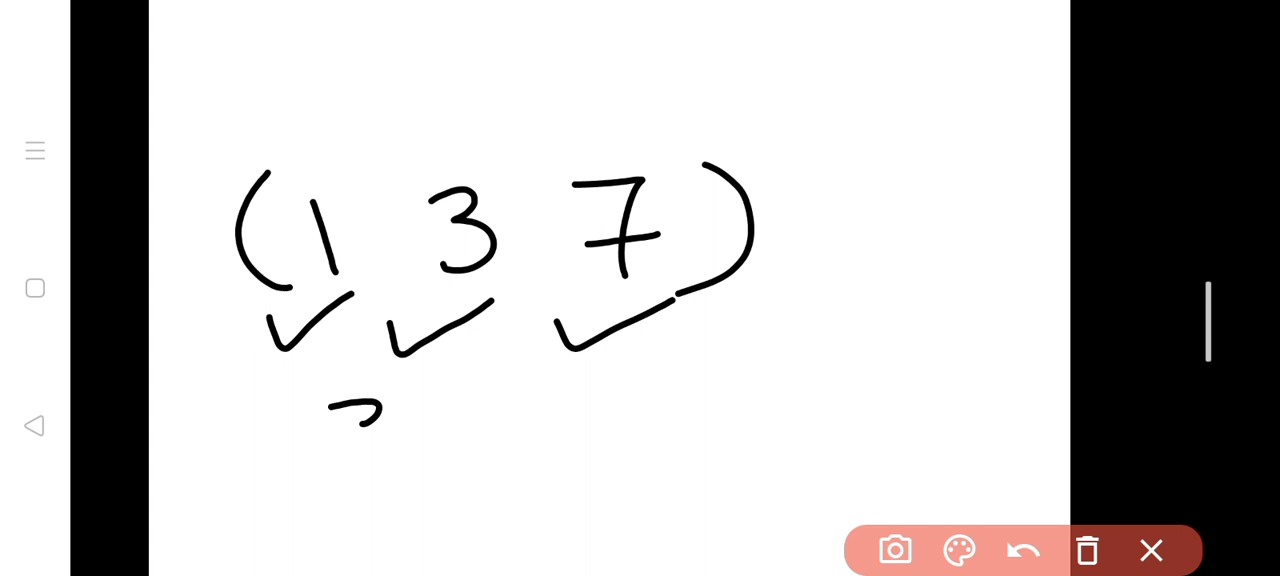 (1 3 7)
✓ ✓ ✓